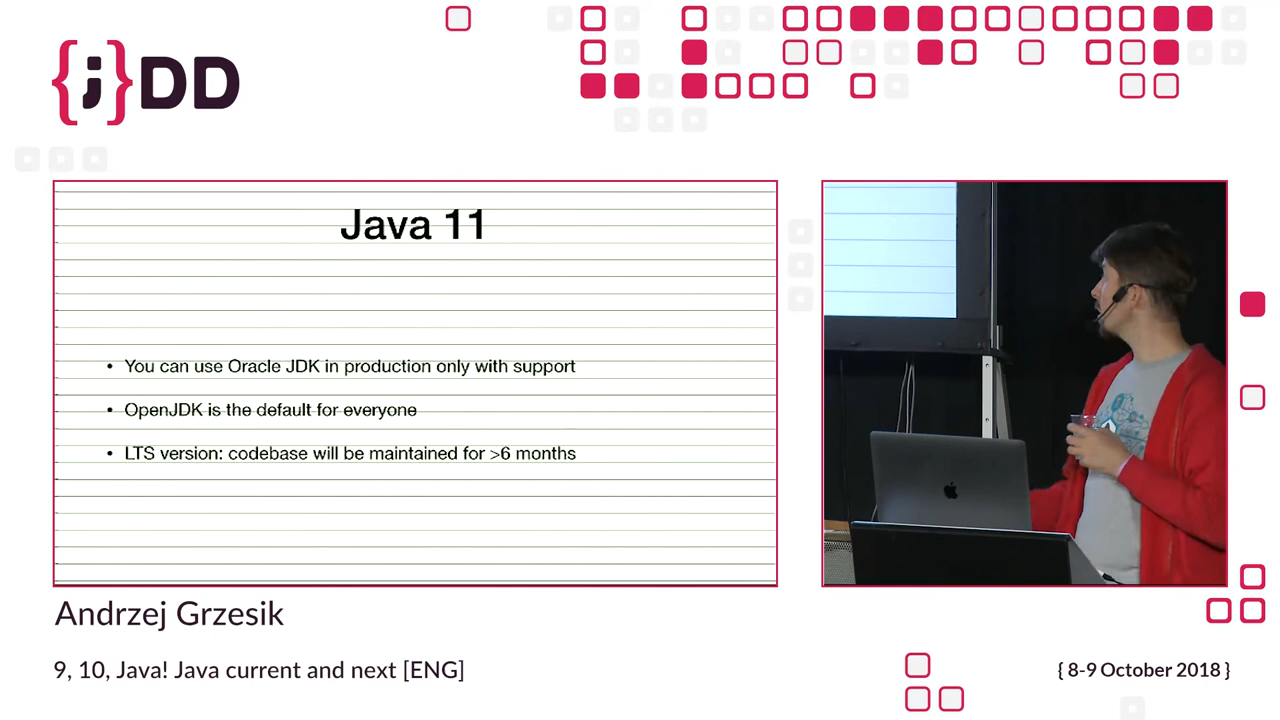 {j}DD
Java 11
• You can use Oracle JDK in production only with support
• OpenJDK is the default for everyone
• LTS version: codebase will be maintained for >6 months
Andrzej Grzesik
9, 10, Java! Java current and next [ENG]
{ 8-9 October 2018 }